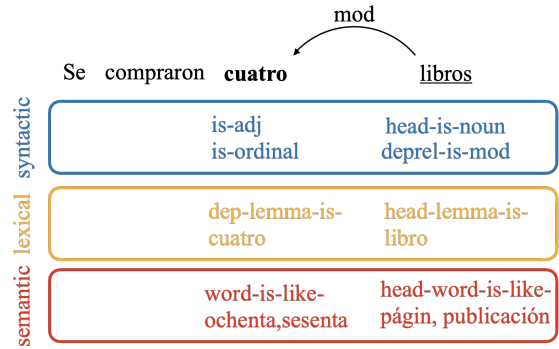 mod
Se compraron cuatro libros
syntactic
is-adj head-is-noun
is-ordinal deprel-is-mod
lexical
dep-lemma-is- head-lemma-is-
cuatro libro
semantic
word-is-like- head-word-is-like-
ochenta,sesenta págin, publicación